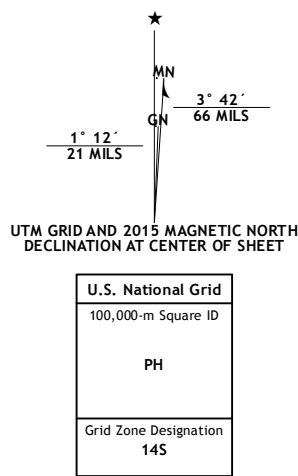 ★
MN
3° 42´
66 MILS
GN
1° 12´
21 MILS
UTM GRID AND 2015 MAGNETIC NORTH
DECLINATION AT CENTER OF SHEET
U.S. National Grid
100,000-m Square ID
PH
Grid Zone Designation
14S